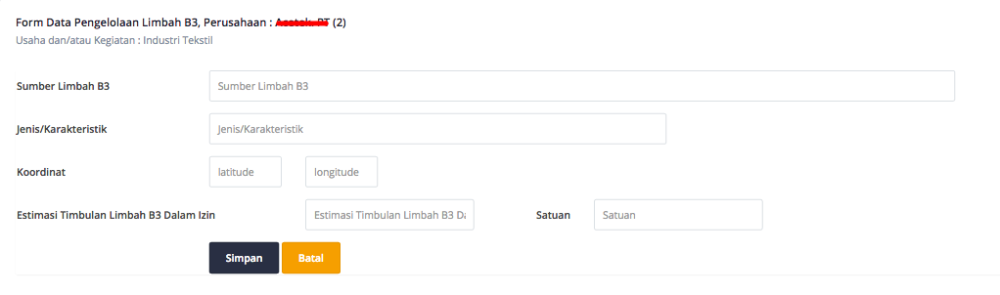 Form Data Pengelolaan Limbah B3, Perusahaan : PT (2)
Usaha dan/atau Kegiatan : Industri Tekstil
Sumber Limbah B3 Sumber Limbah B3
Jenis/Karakteristik Jenis/Karakteristik
Koordinat latitude longitude
Estimasi Timbulan Limbah B3 Dalam Izin Estimasi Timbulan Limbah B3 Da Satuan Satuan
Simpan Batal